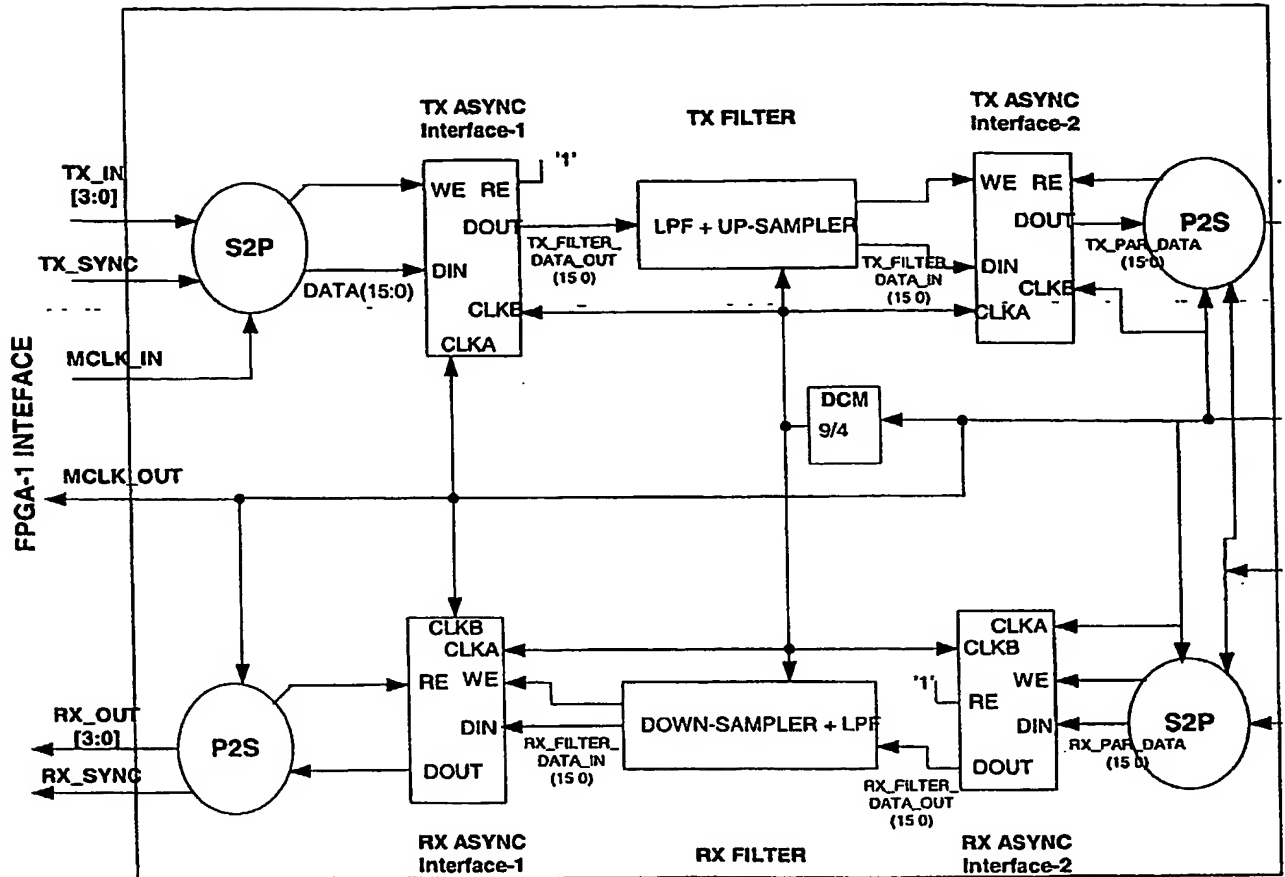 TX ASYNC
Interface-1
TX FILTER
TX ASYNC
Interface-2
'1'
TX_IN
[3:0]
S2P
WE RE
DOUT
DIN
CLKB
CLKA
LPF + UP-SAMPLER
WE RE
DOUT
DIN
CLKB
CLKA
P2S
TX_SYNC
DATA(15:0)
TX_FILTER_
DATA_OUT
(15 0)
TX_FILTER_
DATA_IN
(15 0)
TX_PAR_DATA
(15 0)
MCLK_IN
FPGA-1 INTEFACE
DCM
9/4
MCLK_OUT
CLKB
CLKA
RE WE
DIN
DOUT
CLKA
CLKB
WE
RE
DIN
DOUT
'1'
RX_OUT
[3:0]
P2S
DOWN-SAMPLER + LPF
S2P
RX_SYNC
RX_FILTER_
DATA_IN
(15 0)
RX_FILTER_
DATA_OUT
(15 0)
RX_PAR_DATA
(15 0)
RX ASYNC
Interface-1
RX FILTER
RX ASYNC
Interface-2